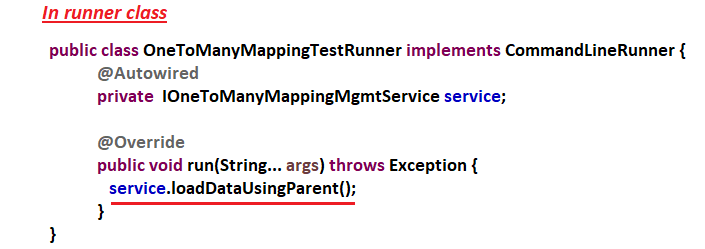 In runner class
public class OneToManyMappingTestRunner implements CommandLineRunner {
@Autowired
private  IOneToManyMappingMgmtService service;
@Override
public void run(String... args) throws Exception {
service.loadDataUsingParent();
}
}